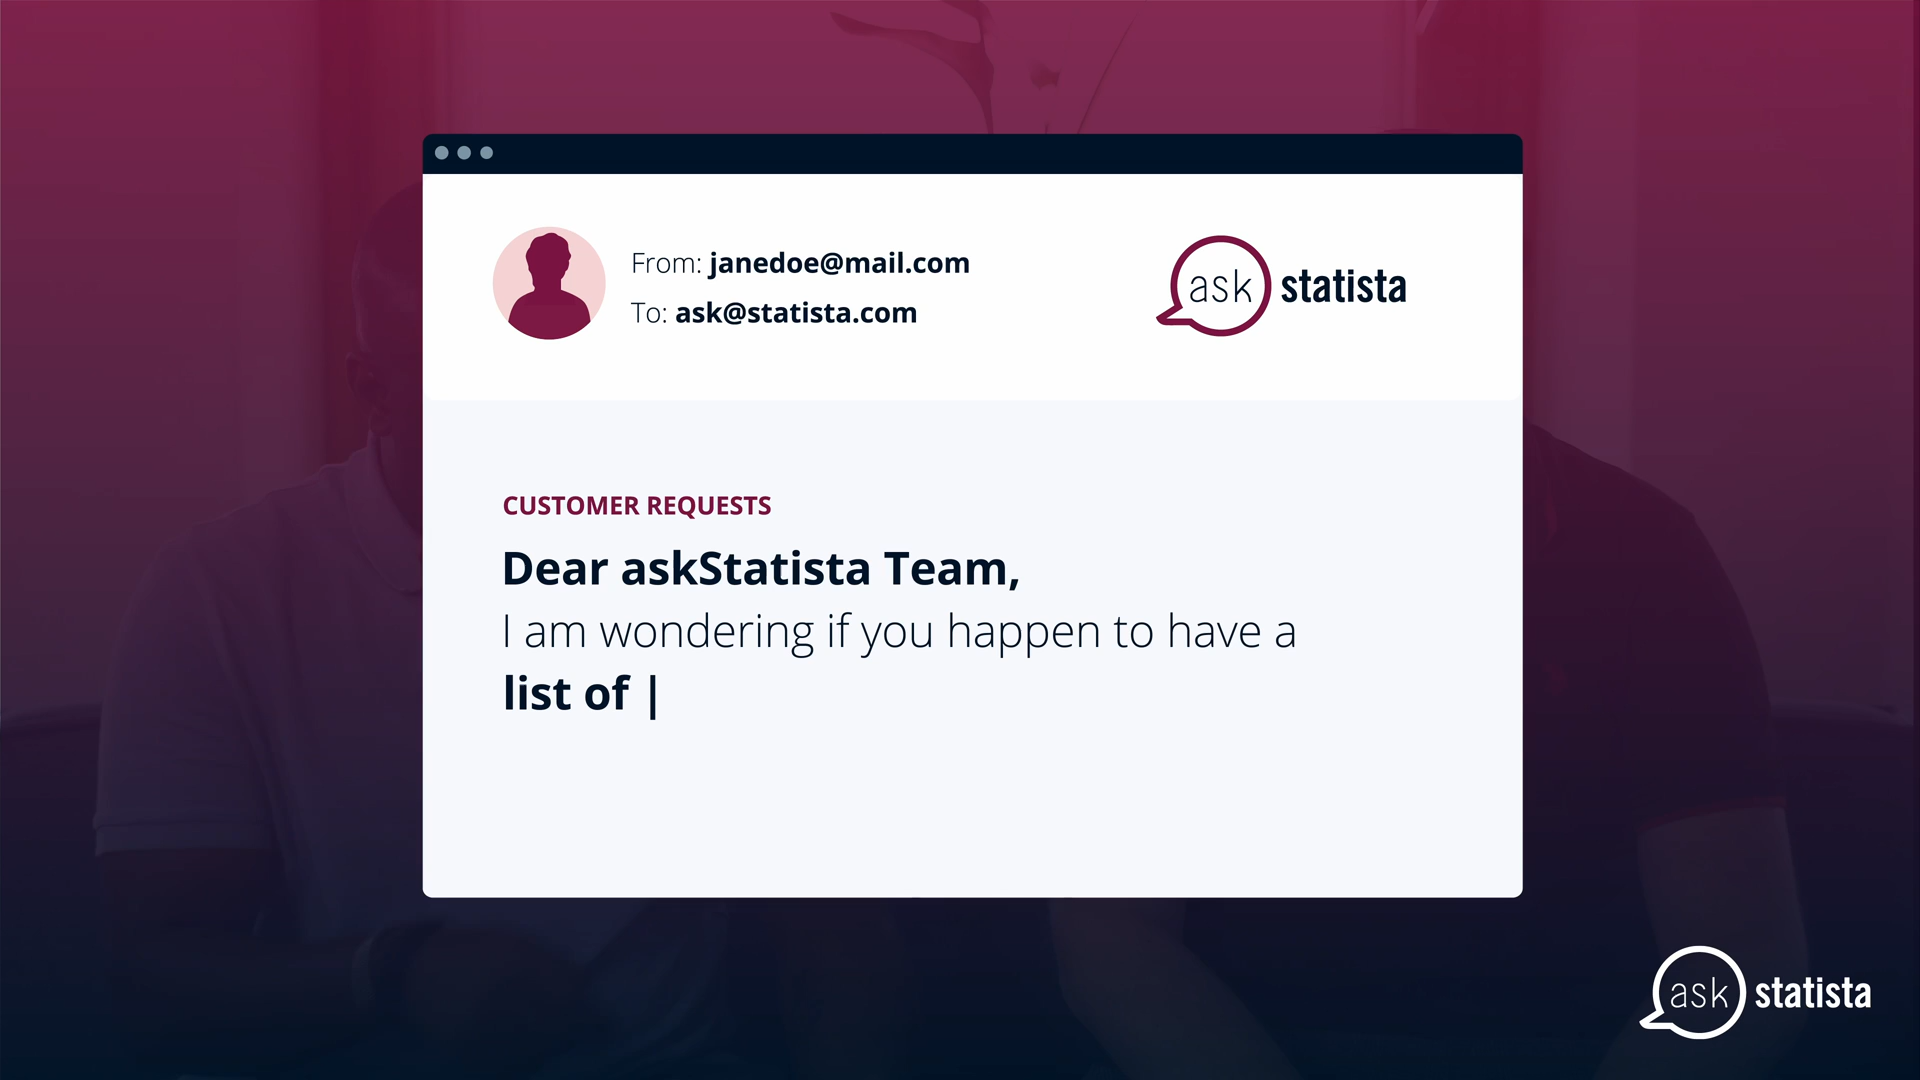 From: janedoe@mail.com
To: ask@statista.com
ask statista
CUSTOMER REQUESTS
Dear askStatista Team,
I am wondering if you happen to have a
list of |
ask statista